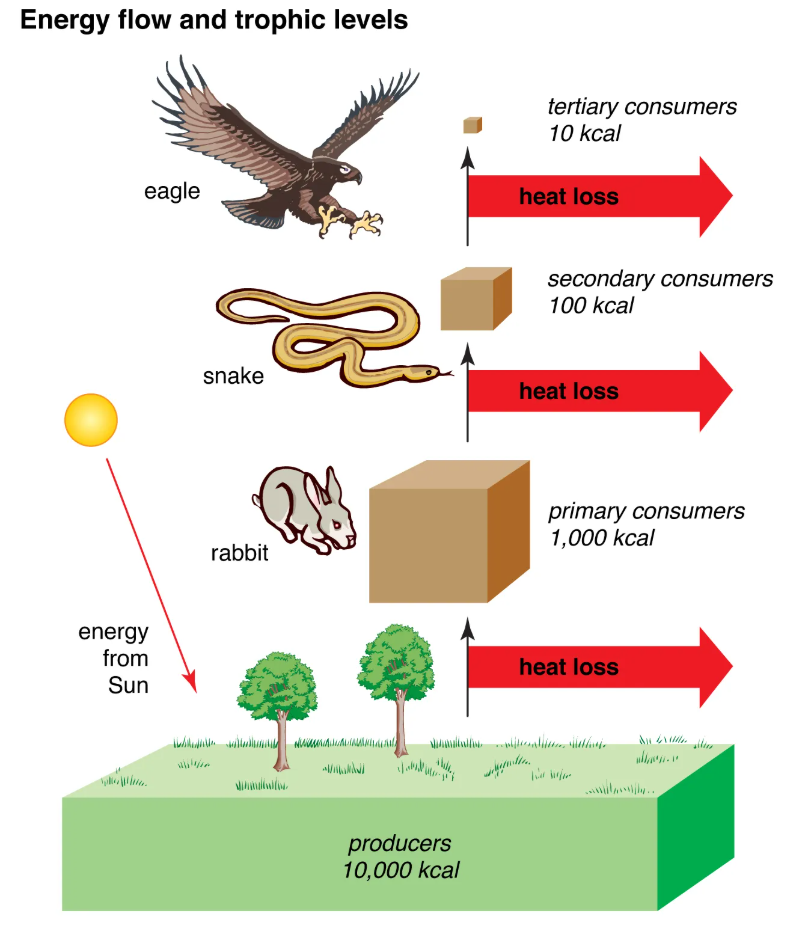 Energy flow and trophic levels
tertiary consumers
10 kcal
eagle
heat loss
secondary consumers
100 kcal
snake
heat loss
primary consumers
1,000 kcal
rabbit
energy
from
Sun
heat loss
producers
10,000 kcal